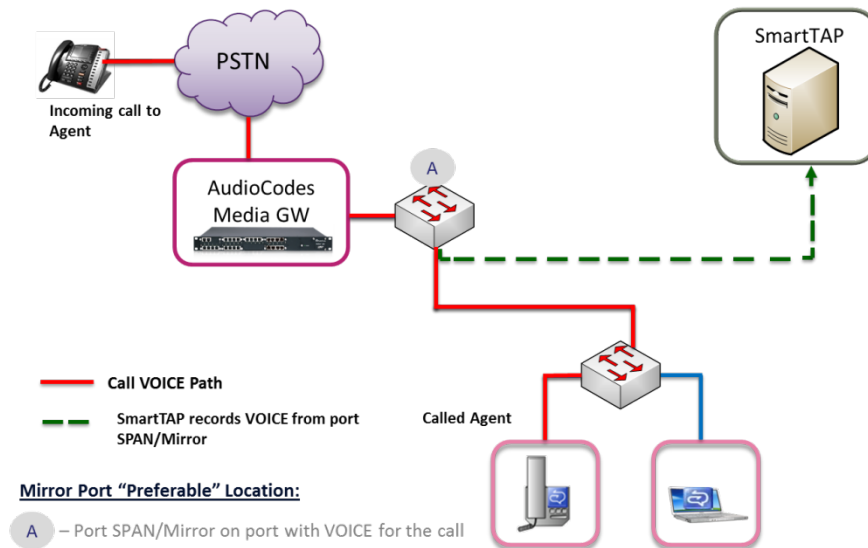 SmartTAP
PSTN
Incoming call to
Agent
A
AudioCodes
Media GW
Call VOICE Path
SmartTAP records VOICE from port
SPAN/Mirror
Called Agent
Mirror Port “Preferable” Location:
A – Port SPAN/Mirror on port with VOICE for the call